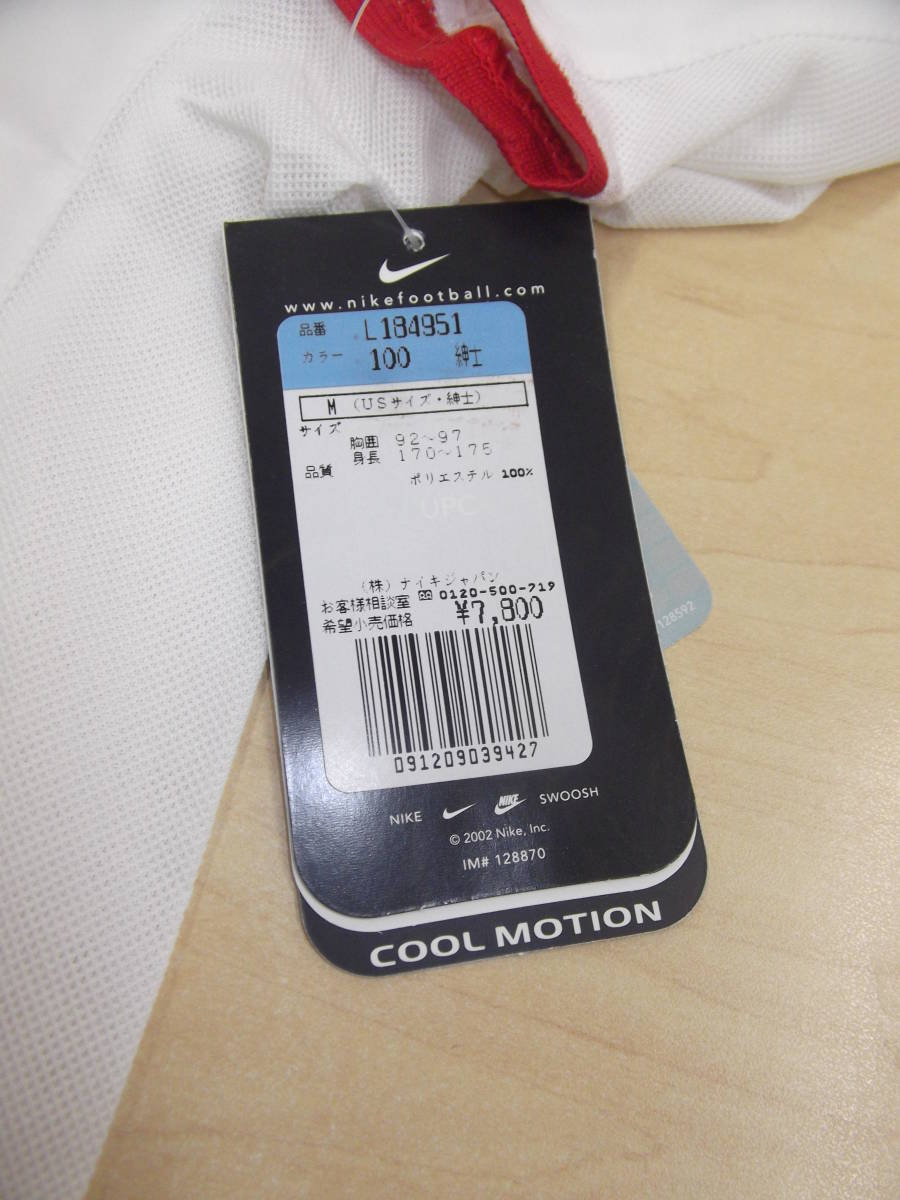 www.nikefootball.com
品番 L184951
カラー 100 紳士
M (USサイズ・紳士)
サイズ
胸囲 92~97
身長 170~175
品質 ポリエステル 100%
UPC
(株)ナイキジャパン
お客様相談室 0120-500-719
希望小売価格 ¥7,800
091209039427
NIKE NIKE SWOOSH
© 2002 Nike, Inc.
IM# 128870
COOL MOTION
128592